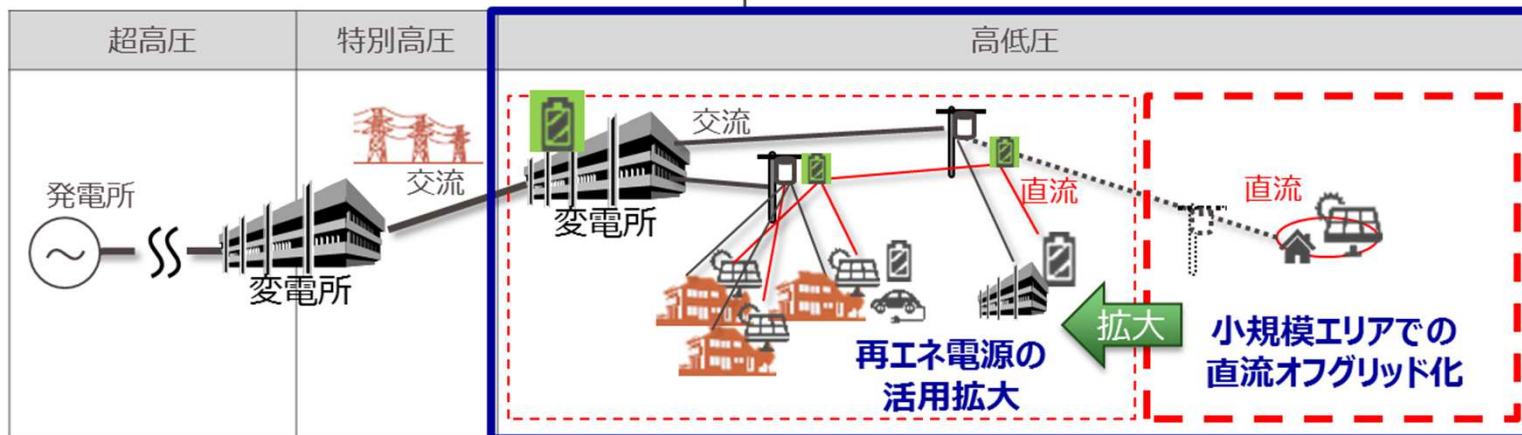 超高圧
特別高圧
高低圧
発電所
変電所
交流
変電所
交流
直流
再エネ電源の
活用拡大
拡大
直流
小規模エリアでの
直流オフグリッド化